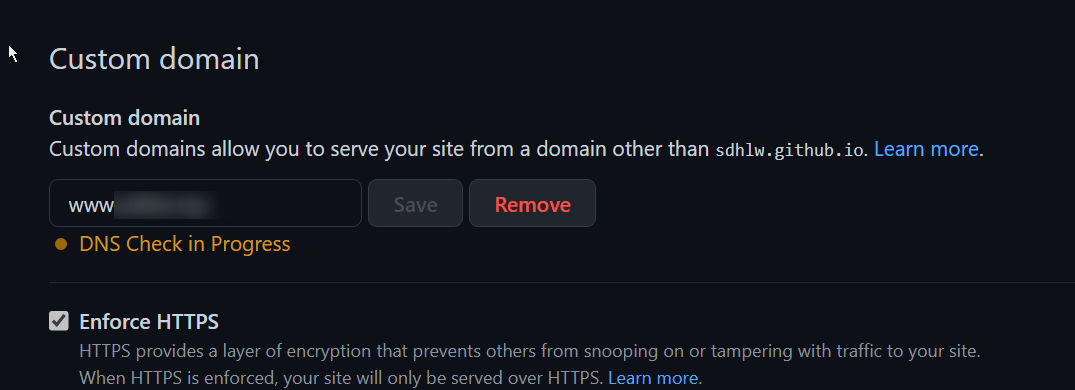 Custom domain
Custom domain
Custom domains allow you to serve your site from a domain other than sdhlw.github.io. Learn more.
www
Save
Remove
DNS Check in Progress
Enforce HTTPS
HTTPS provides a layer of encryption that prevents others from snooping on or tampering with traffic to your site.
When HTTPS is enforced, your site will only be served over HTTPS. Learn more.